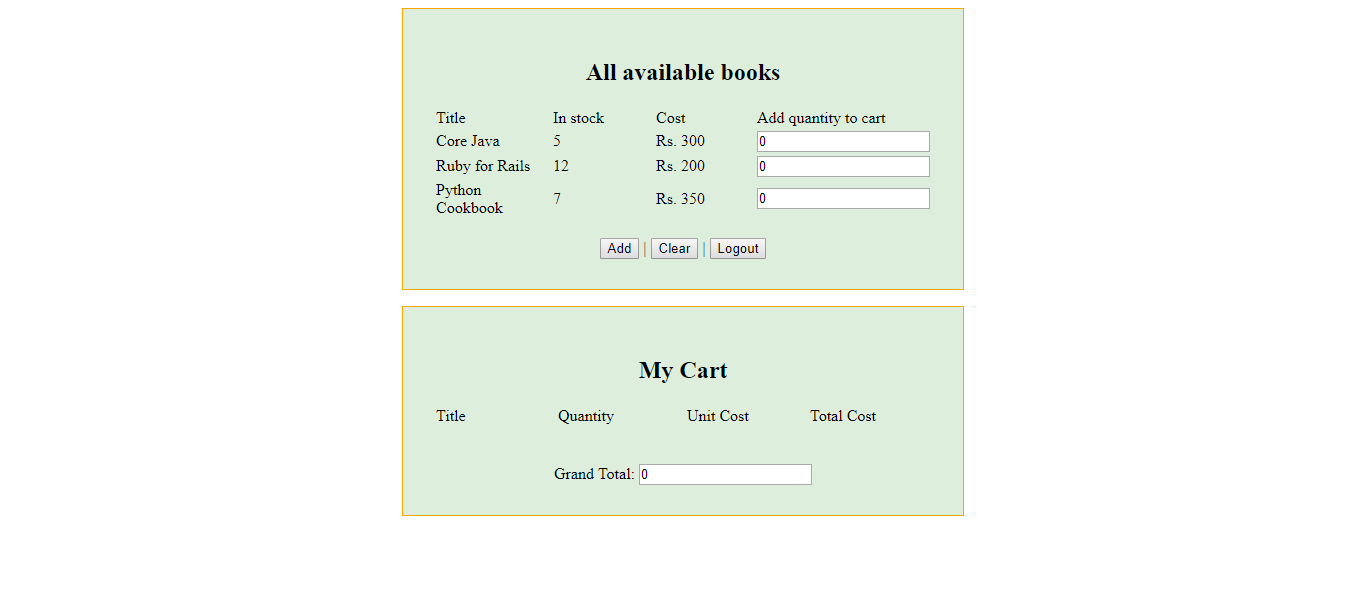 All available books
Title In stock Cost Add quantity to cart
Core Java 5 Rs. 300 0
Ruby for Rails 12 Rs. 200 0
Python
Cookbook 7 Rs. 350 0
Add | Clear | Logout
My Cart
Title Quantity Unit Cost Total Cost
Grand Total: 0